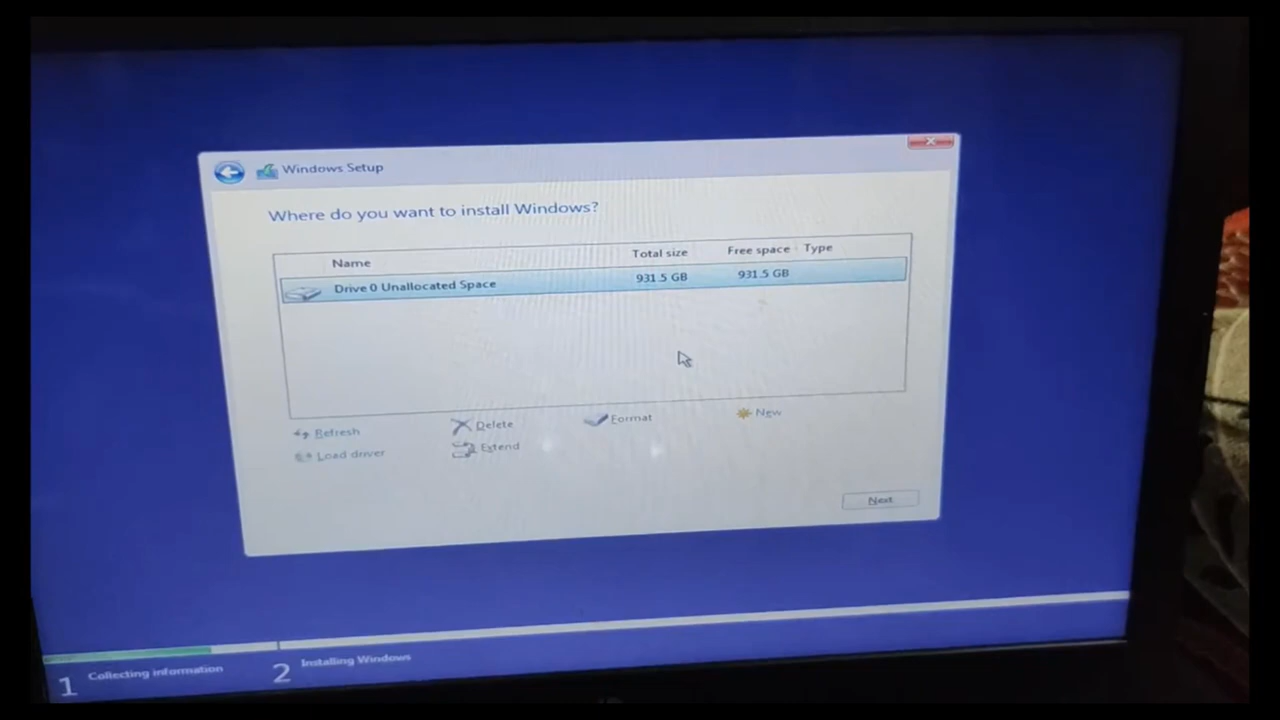 Windows Setup
Where do you want to install Windows?
Name Total size Free space Type
Drive 0 Unallocated Space 931.5 GB 931.5 GB
Refresh Delete Format New
Load driver Extend
Next
1 Collecting information 2 Installing Windows